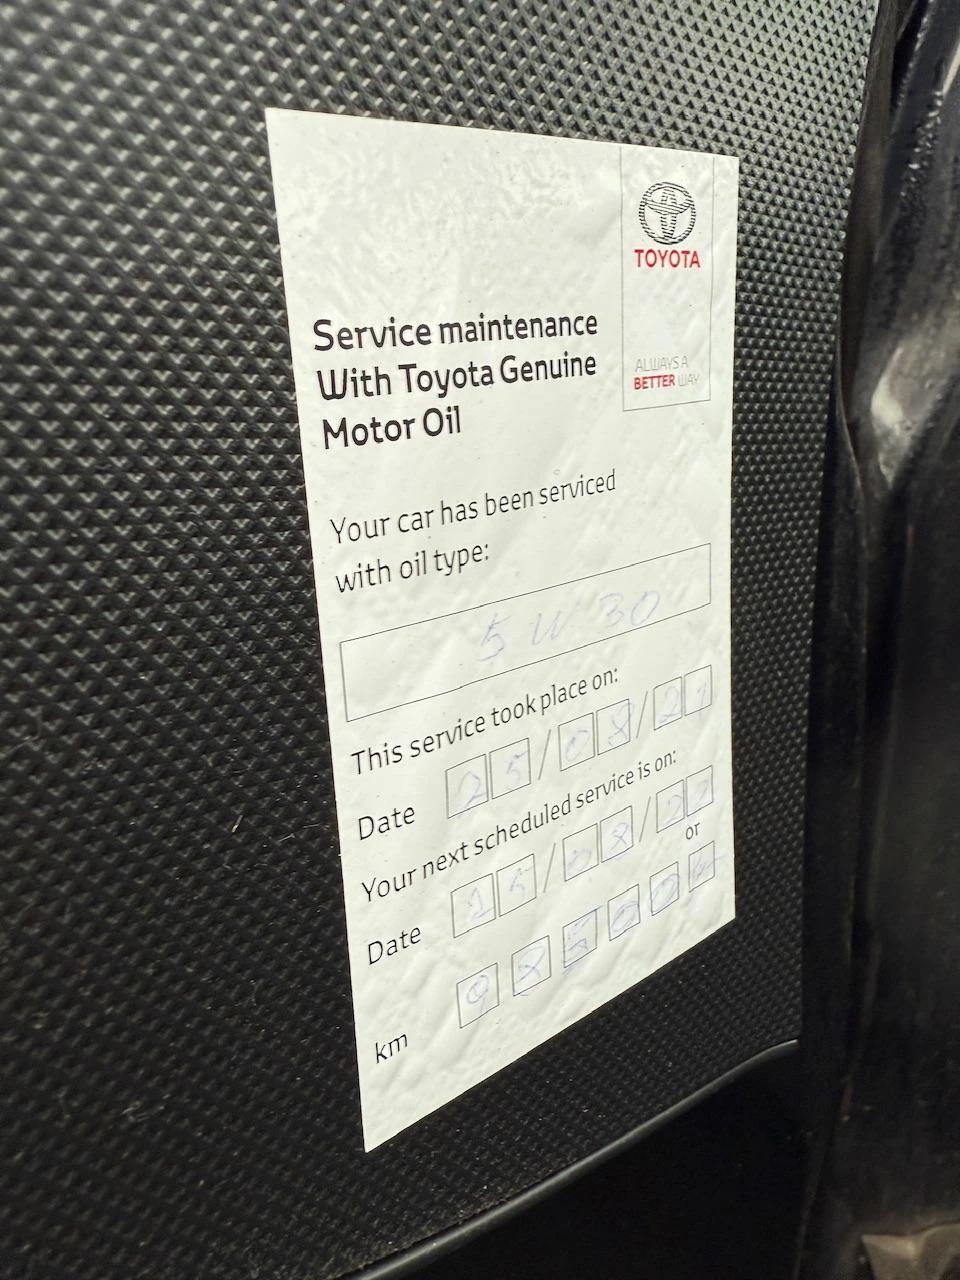 TOYOTA
ALWAYS A
BETTER WAY
Service maintenance
With Toyota Genuine
Motor Oil
Your car has been serviced
with oil type:
5 W 30
This service took place on:
Date 25/08/21
Your next scheduled service is on:
Date 25/08/22
or
km